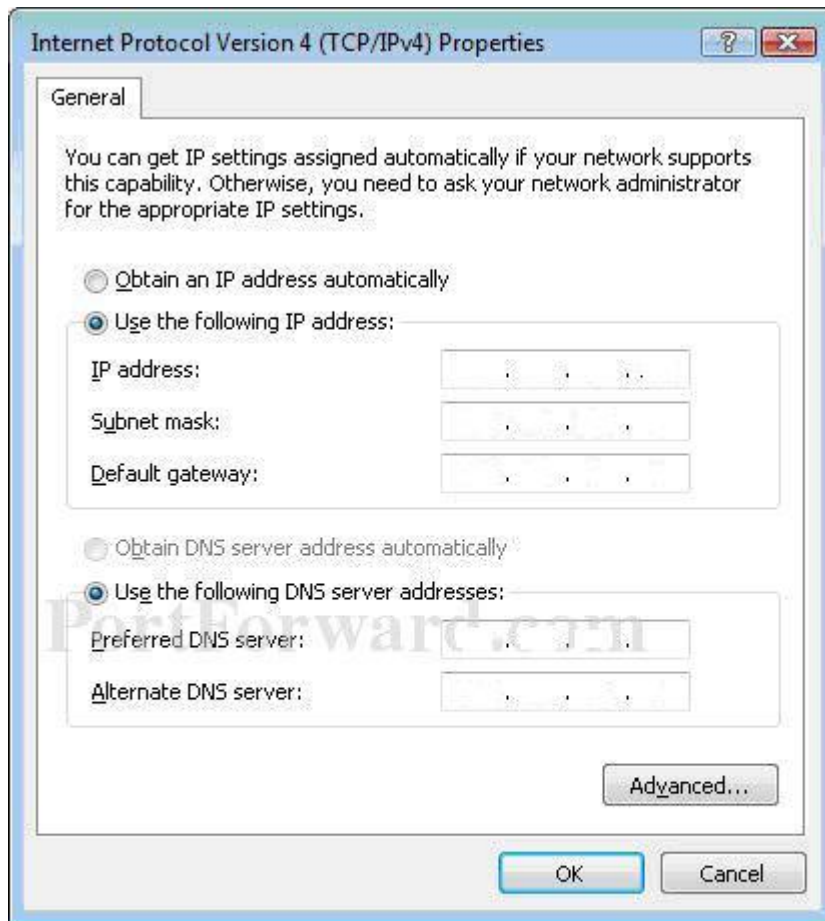 Internet Protocol Version 4 (TCP/IPv4) Properties
General
You can get IP settings assigned automatically if your network supports
this capability. Otherwise, you need to ask your network administrator
for the appropriate IP settings.
Obtain an IP address automatically
Use the following IP address:
IP address: . . . .
Subnet mask: . . .
Default gateway: . . .
Obtain DNS server address automatically
Use the following DNS server addresses:
PortForward.com
Preferred DNS server: . . .
Alternate DNS server: . . .
Advanced...
OK Cancel